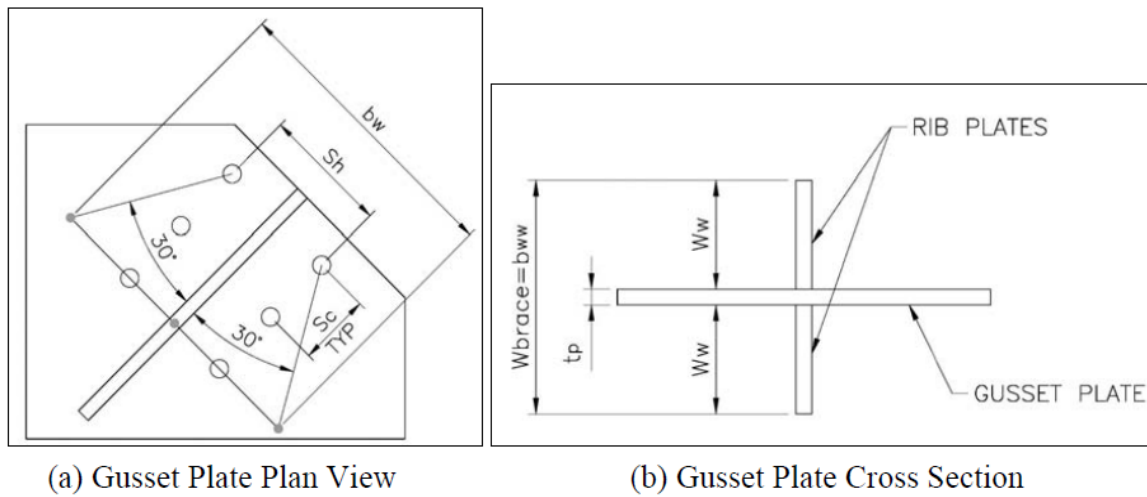 bw
Sh
30°
30°
Sc
TYP
RIB PLATES
Wbrace=bww
Ww
tp
Ww
GUSSET PLATE
(a) Gusset Plate Plan View
(b) Gusset Plate Cross Section